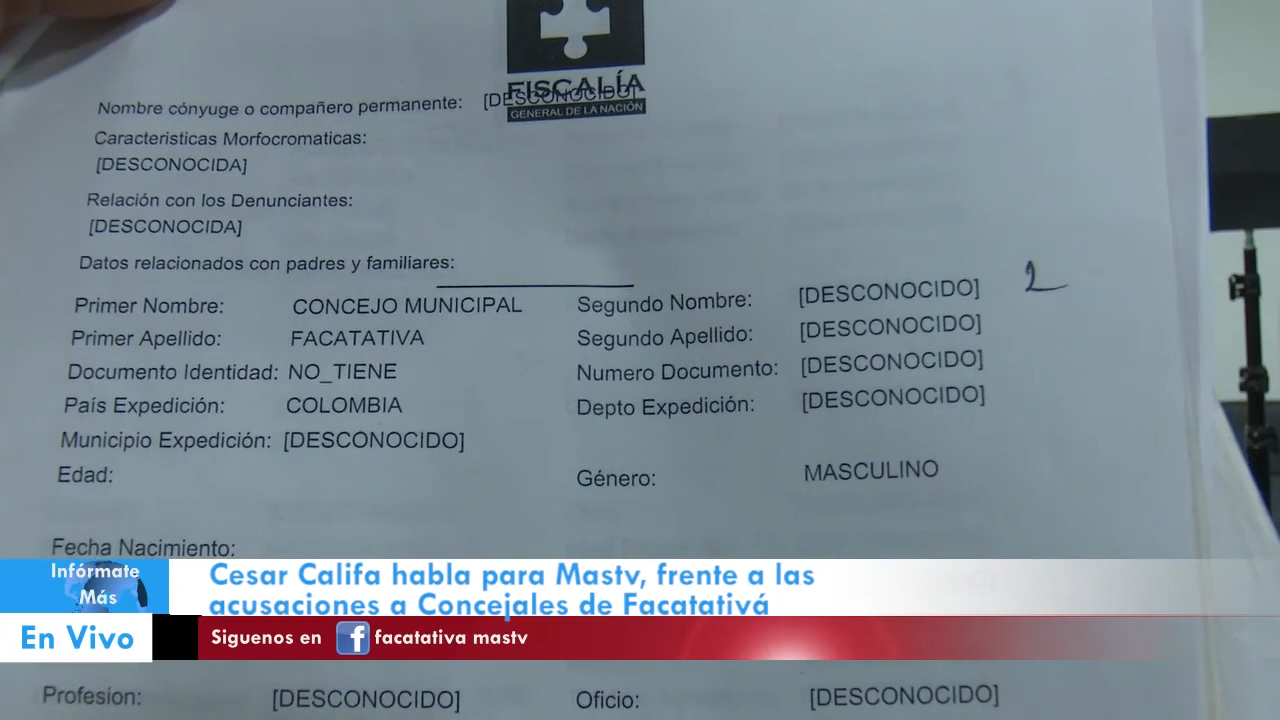 FISCALÍA
GENERAL DE LA NACIÓN
Nombre cónyuge o compañero permanente: [DESCONOCIDO]
Caracteristicas Morfocromaticas:
[DESCONOCIDA]
Relación con los Denunciantes:
[DESCONOCIDA]
Datos relacionados con padres y familiares:
2
Primer Nombre: CONCEJO MUNICIPAL Segundo Nombre: [DESCONOCIDO]
Primer Apellido: FACATATIVA Segundo Apellido: [DESCONOCIDO]
Documento Identidad: NO_TIENE Numero Documento: [DESCONOCIDO]
País Expedición: COLOMBIA Depto Expedición: [DESCONOCIDO]
Municipio Expedición: [DESCONOCIDO]
Edad: Género: MASCULINO
Fecha Nacimiento:
Infórmate
Más
Cesar Califa habla para Mastv, frente a las
acusaciones a Concejales de Facatativá
En Vivo
Siguenos en f facatativa mastv
Profesion: [DESCONOCIDO] Oficio: [DESCONOCIDO]